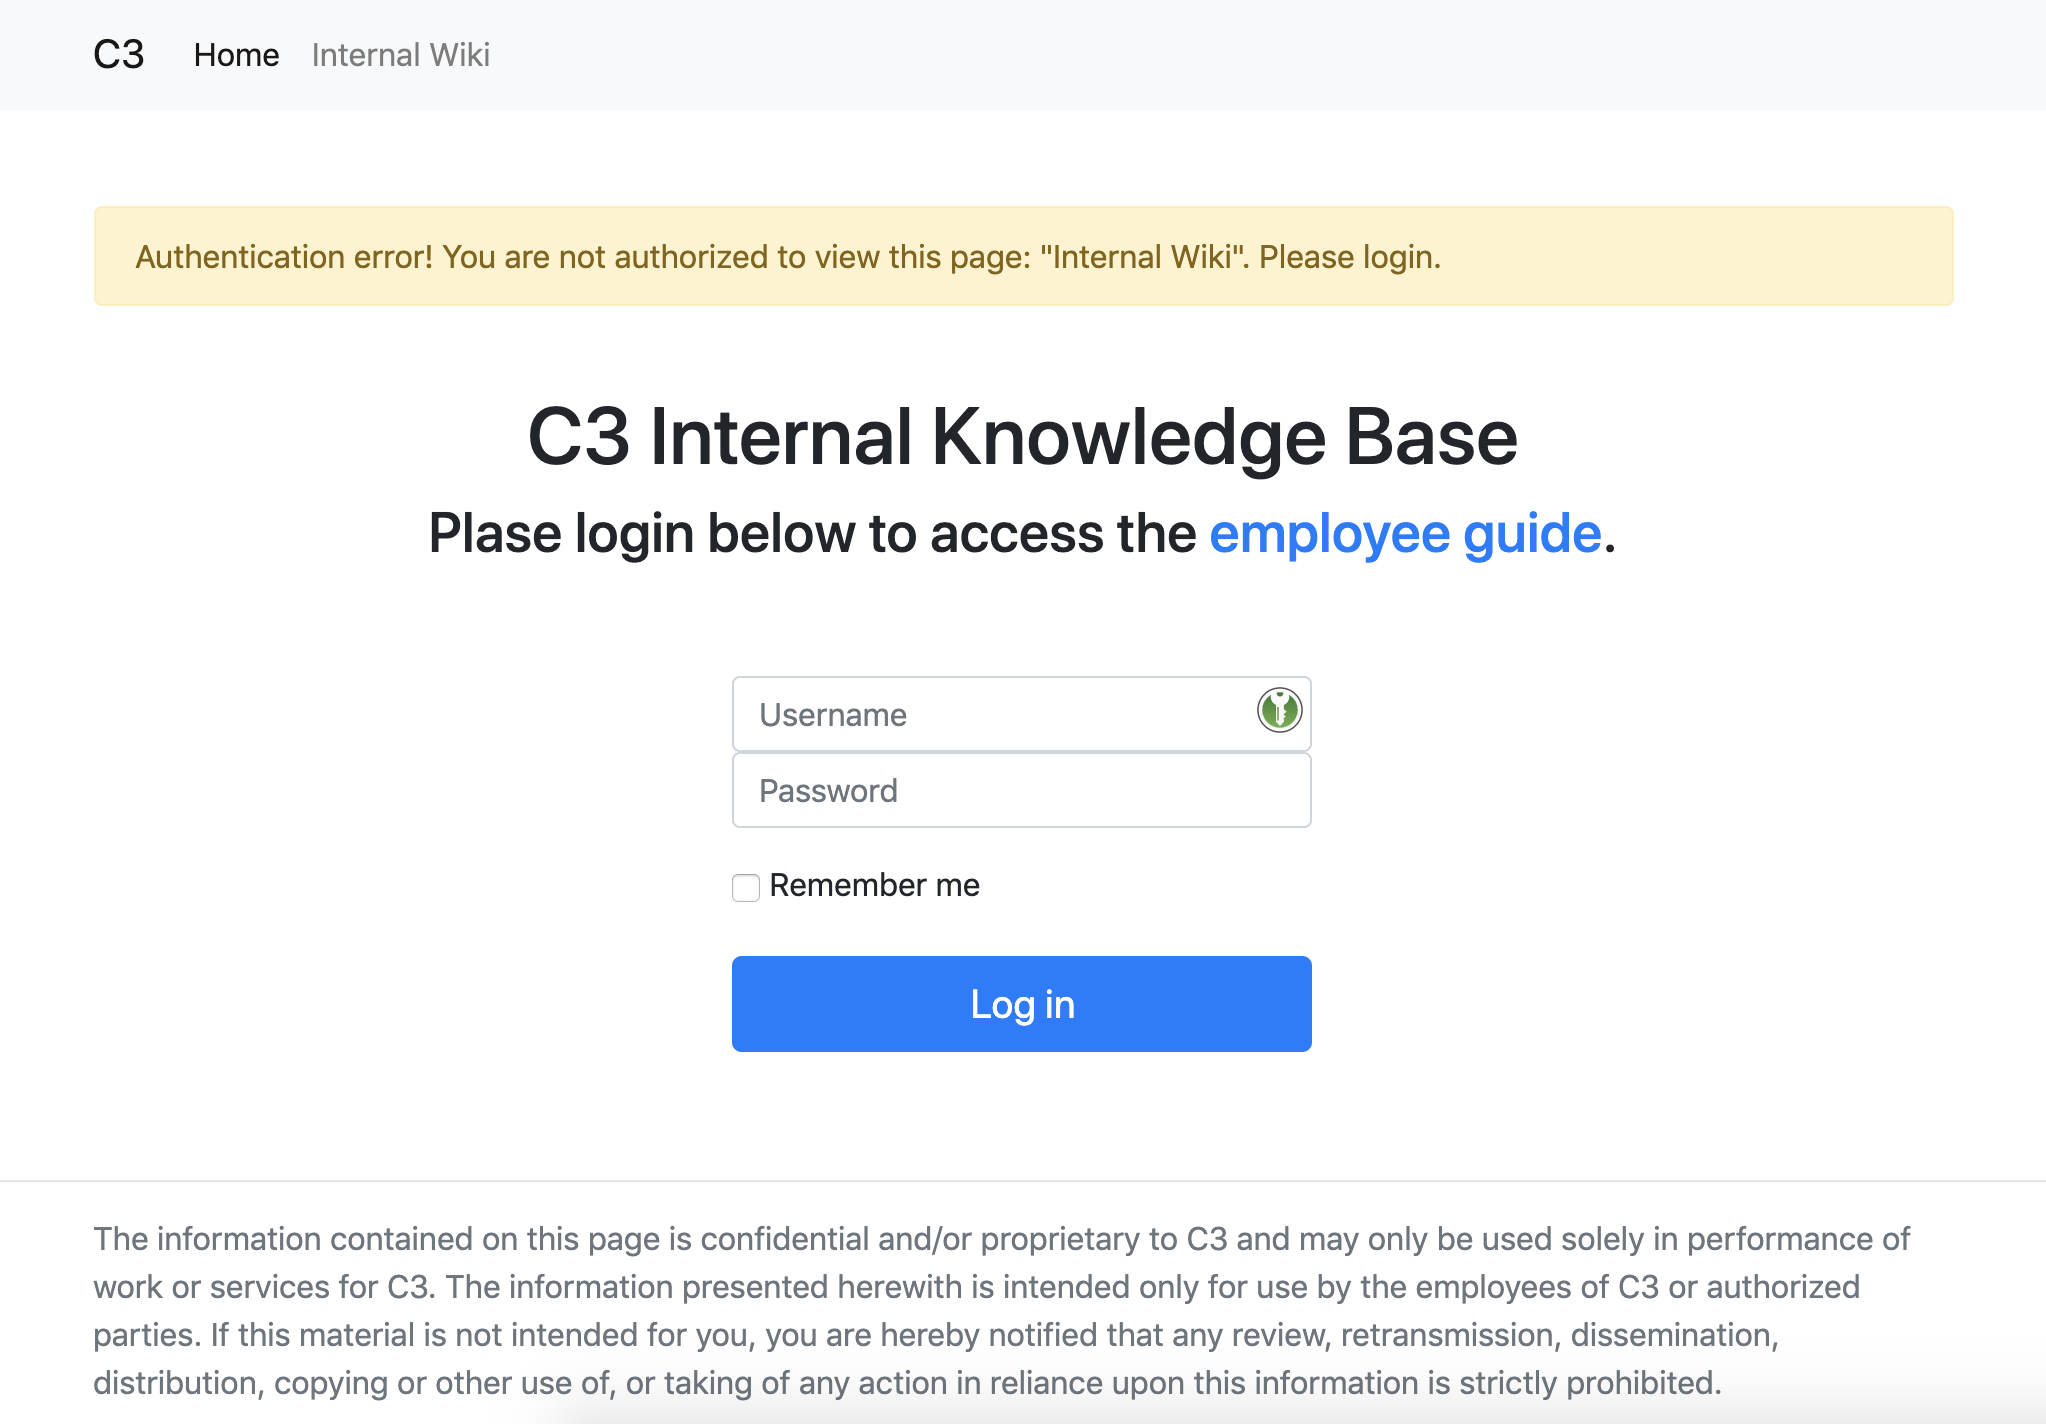 C3 Home Internal Wiki
Authentication error! You are not authorized to view this page: "Internal Wiki". Please login.
C3 Internal Knowledge Base
Plase login below to access the employee guide.
Username
Password
Remember me
Log in
The information contained on this page is confidential and/or proprietary to C3 and may only be used solely in performance of
work or services for C3. The information presented herewith is intended only for use by the employees of C3 or authorized
parties. If this material is not intended for you, you are hereby notified that any review, retransmission, dissemination,
distribution, copying or other use of, or taking of any action in reliance upon this information is strictly prohibited.